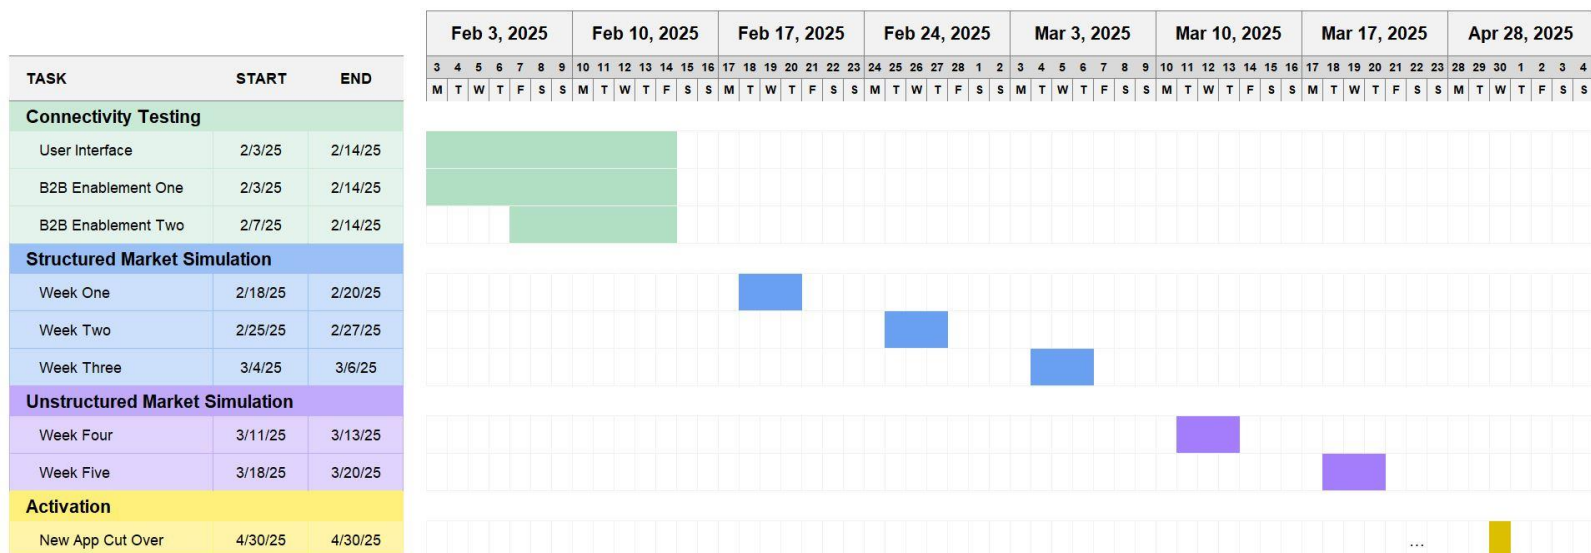 Feb 3, 2025 Feb 10, 2025 Feb 17, 2025 Feb 24, 2025 Mar 3, 2025 Mar 10, 2025 Mar 17, 2025 Apr 28, 2025
3 4 5 6 7 8 9 10 11 12 13 14 15 16 17 18 19 20 21 22 23 24 25 26 27 28 1 2 3 4 5 6 7 8 9 10 11 12 13 14 15 16 17 18 19 20 21 22 23 28 29 30 1 2 3 4
TASK START END
M T W T F S S M T W T F S S M T W T F S S M T W T F S S M T W T F S S M T W T F S S M T W T F S S M T W T F S S
Connectivity Testing
User Interface 2/3/25 2/14/25
B2B Enablement One 2/3/25 2/14/25
B2B Enablement Two 2/7/25 2/14/25
Structured Market Simulation
Week One 2/18/25 2/20/25
Week Two 2/25/25 2/27/25
Week Three 3/4/25 3/6/25
Unstructured Market Simulation
Week Four 3/11/25 3/13/25
Week Five 3/18/25 3/20/25
Activation
New App Cut Over 4/30/25 4/30/25 ...